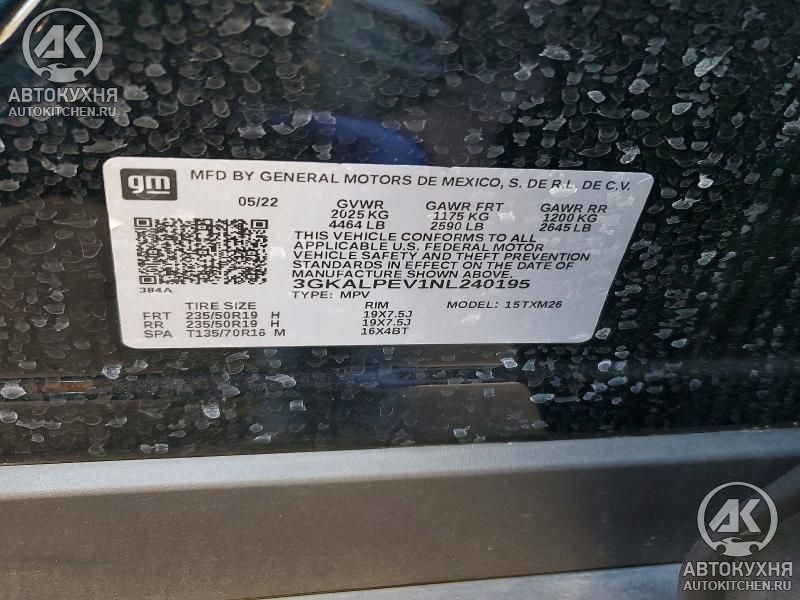 АК
АВТОКУХНЯ
AUTOKITCHEN.RU
gm
MFD BY GENERAL MOTORS DE MEXICO, S. DE R.L. DE C.V.
05/22 GVWR GAWR FRT GAWR RR
2025 KG 1175 KG 1200 KG
4464 LB 2590 LB 2645 LB
THIS VEHICLE CONFORMS TO ALL
APPLICABLE U.S. FEDERAL MOTOR
VEHICLE SAFETY AND THEFT PREVENTION
STANDARDS IN EFFECT ON THE DATE OF
MANUFACTURE SHOWN ABOVE.
384A
3GKALPEV1NL240195
TYPE: MPV MODEL: 15TXM26
TIRE SIZE RIM
FRT 235/50R19 H 19X7.5J
RR 235/50R19 H 19X7.5J
SPA T135/70R16 M 16X4BT
АК
АВТОКУХНЯ
AUTOKITCHEN.RU